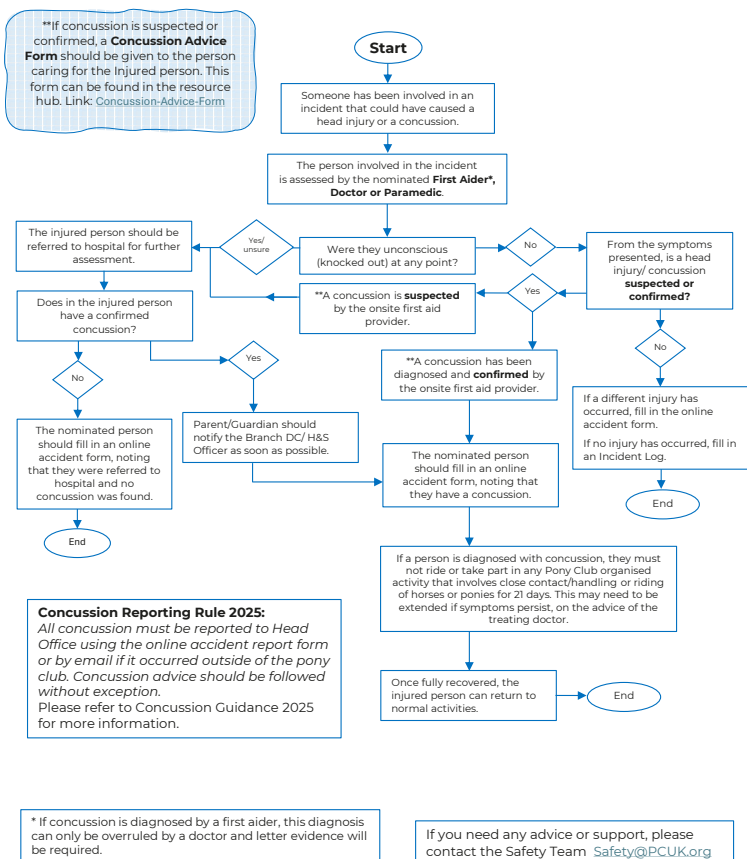 **If concussion is suspected or
confirmed, a Concussion Advice
Form should be given to the person
caring for the Injured person. This
form can be found in the resource
hub. Link: Concussion-Advice-Form
Start
Someone has been involved in an
incident that could have caused a
head injury or a concussion.
The person involved in the incident
is assessed by the nominated First Aider*,
Doctor or Paramedic.
The injured person should be
referred to hospital for further
assessment.
Yes/
unsure
Were they unconscious
(knocked out) at any point?
No
From the symptoms
presented, is a head
injury/ concussion
suspected or
confirmed?
Does in the injured person
have a confirmed
concussion?
**A concussion is suspected
by the onsite first aid
provider.
Yes
No
Yes
No
**A concussion has been
diagnosed and confirmed by
the onsite first aid provider.
If a different injury has
occurred, fill in the online
accident form.
If no injury has occurred, fill in
an Incident Log.
The nominated person
should fill in an online
accident form, noting
that they were referred to
hospital and no
concussion was found.
Parent/Guardian should
notify the Branch DC/ H&S
Officer as soon as possible.
The nominated person
should fill in an online
accident form, noting that
they have a concussion.
End
End
If a person is diagnosed with concussion, they must
not ride or take part in any Pony Club organised
activity that involves close contact/handling or riding
of horses or ponies for 21 days. This may need to be
extended if symptoms persist, on the advice of the
treating doctor.
Concussion Reporting Rule 2025:
All concussion must be reported to Head
Office using the online accident report form
or by email if it occurred outside of the pony
club. Concussion advice should be followed
without exception.
Please refer to Concussion Guidance 2025
for more information.
Once fully recovered, the
injured person can return to
normal activities.
End
* If concussion is diagnosed by a first aider, this diagnosis
can only be overruled by a doctor and letter evidence will
be required.
If you need any advice or support, please
contact the Safety Team Safety@PCUK.org